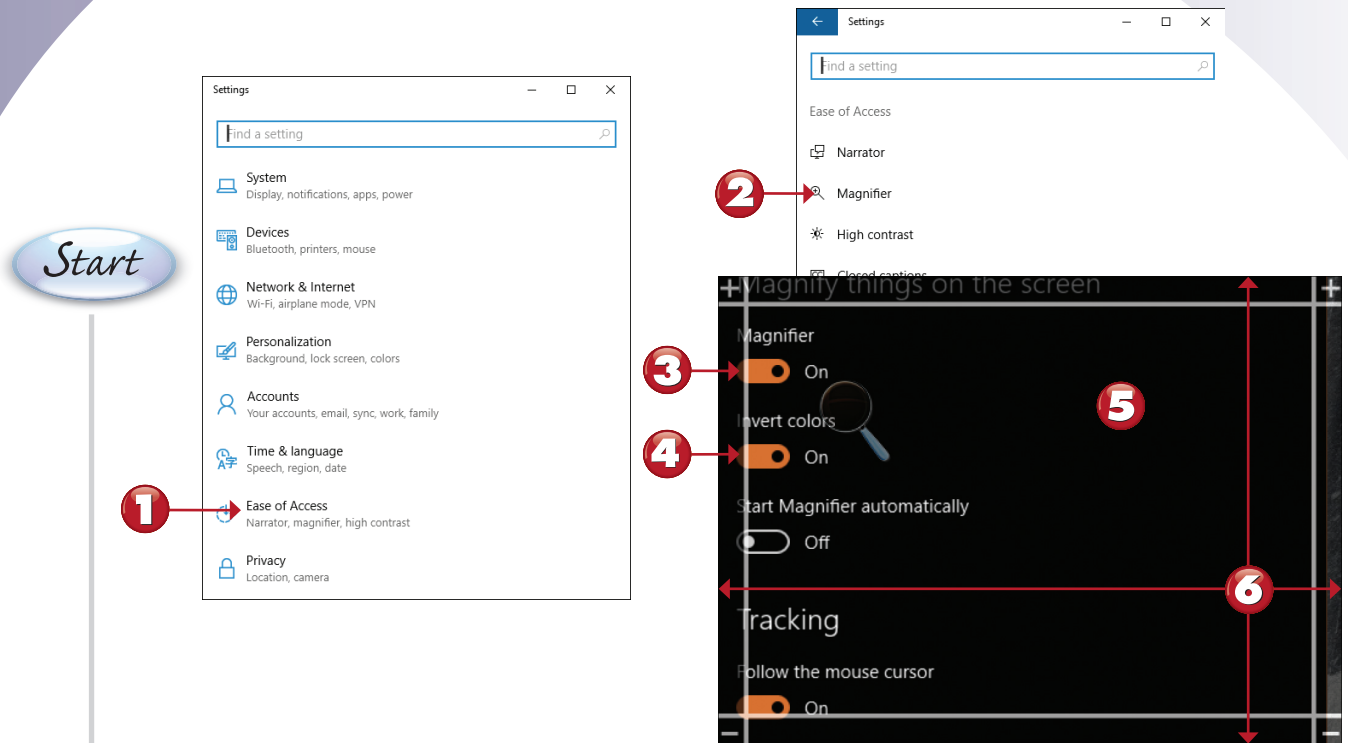 Start
Settings
Find a setting
System
Display, notifications, apps, power
Devices
Bluetooth, printers, mouse
Network & Internet
Wi-Fi, airplane mode, VPN
Personalization
Background, lock screen, colors
Accounts
Your accounts, email, sync, work, family
Time & language
Speech, region, date
1
Ease of Access
Narrator, magnifier, high contrast
Privacy
Location, camera
Settings
Find a setting
Ease of Access
Narrator
2
Magnifier
High contrast
Closed captions
Magnify things on the screen
Magnifier
3
On
5
Invert colors
4
On
Start Magnifier automatically
Off
6
Tracking
Follow the mouse cursor
On